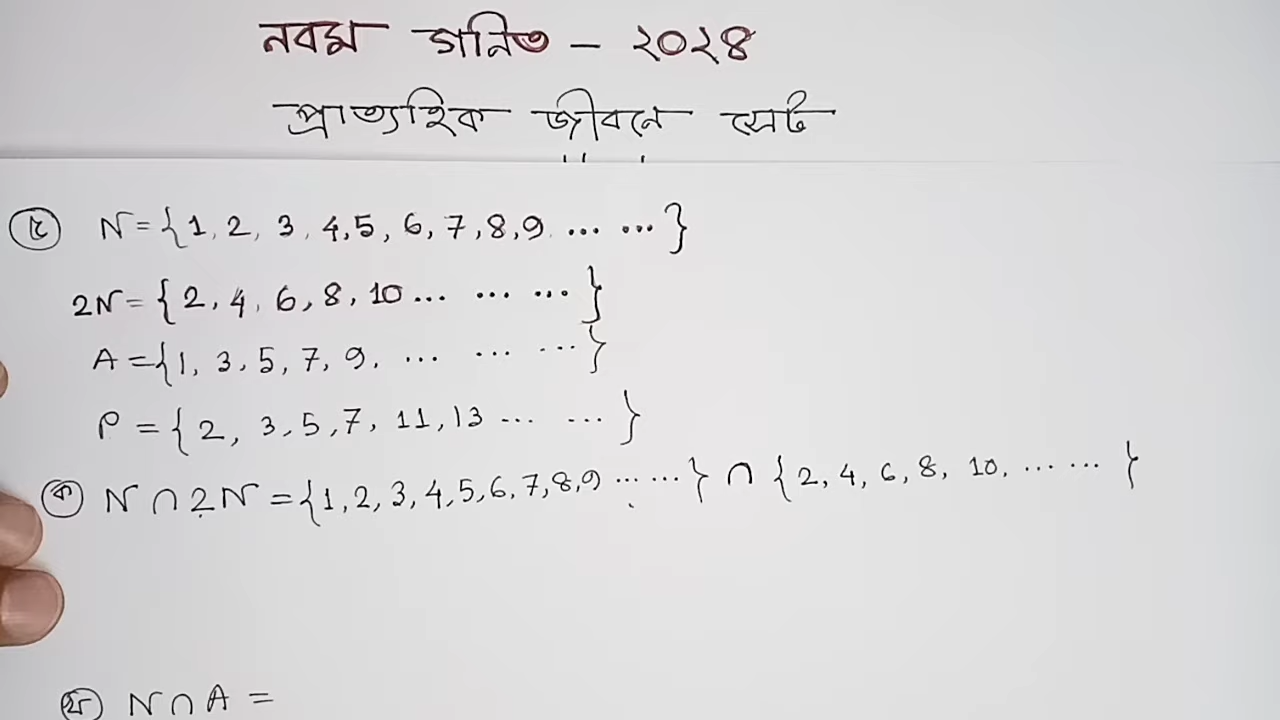 নবম গনিত - ২০২৪
প্রাত্যহিক জীবনে সেট
N={1, 2, 3, 4, 5, 6, 7, 8, 9 ... ... }
2N={2, 4, 6, 8, 10 ... ... ... }
A={1, 3, 5, 7, 9, ... ... ... }
P={2, 3, 5, 7, 11, 13 ... ... }
ক N ∩ 2N = {1, 2, 3, 4, 5, 6, 7, 8, 9 ... ... } ∩ {2, 4, 6, 8, 10, ... ... }
N ∩ A =